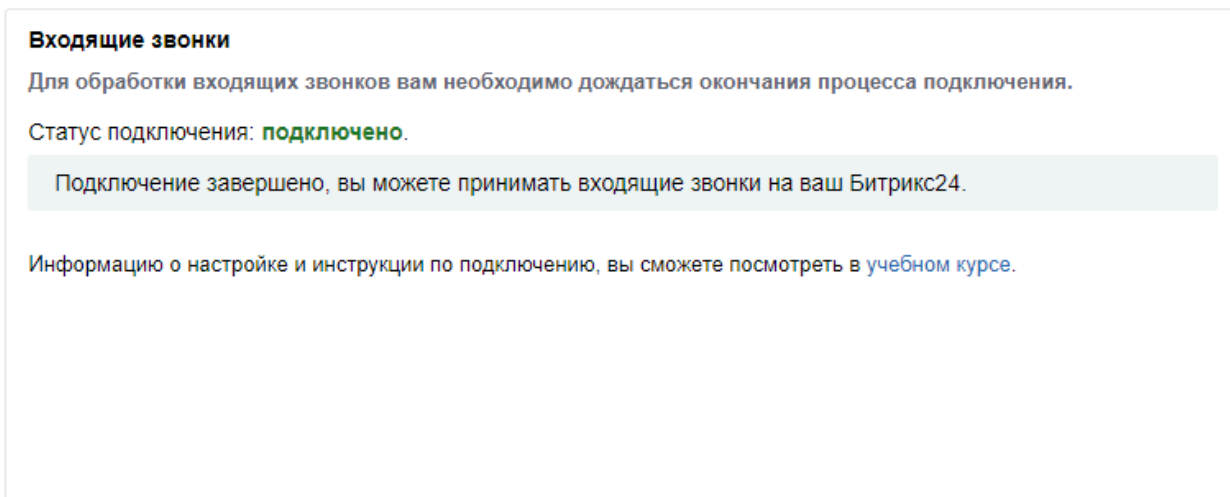 Входящие звонки
Для обработки входящих звонков вам необходимо дождаться окончания процесса подключения.
Статус подключения: подключено.
Подключение завершено, вы можете принимать входящие звонки на ваш Битрикс24.
Информацию о настройке и инструкции по подключению, вы сможете посмотреть в учебном курсе.